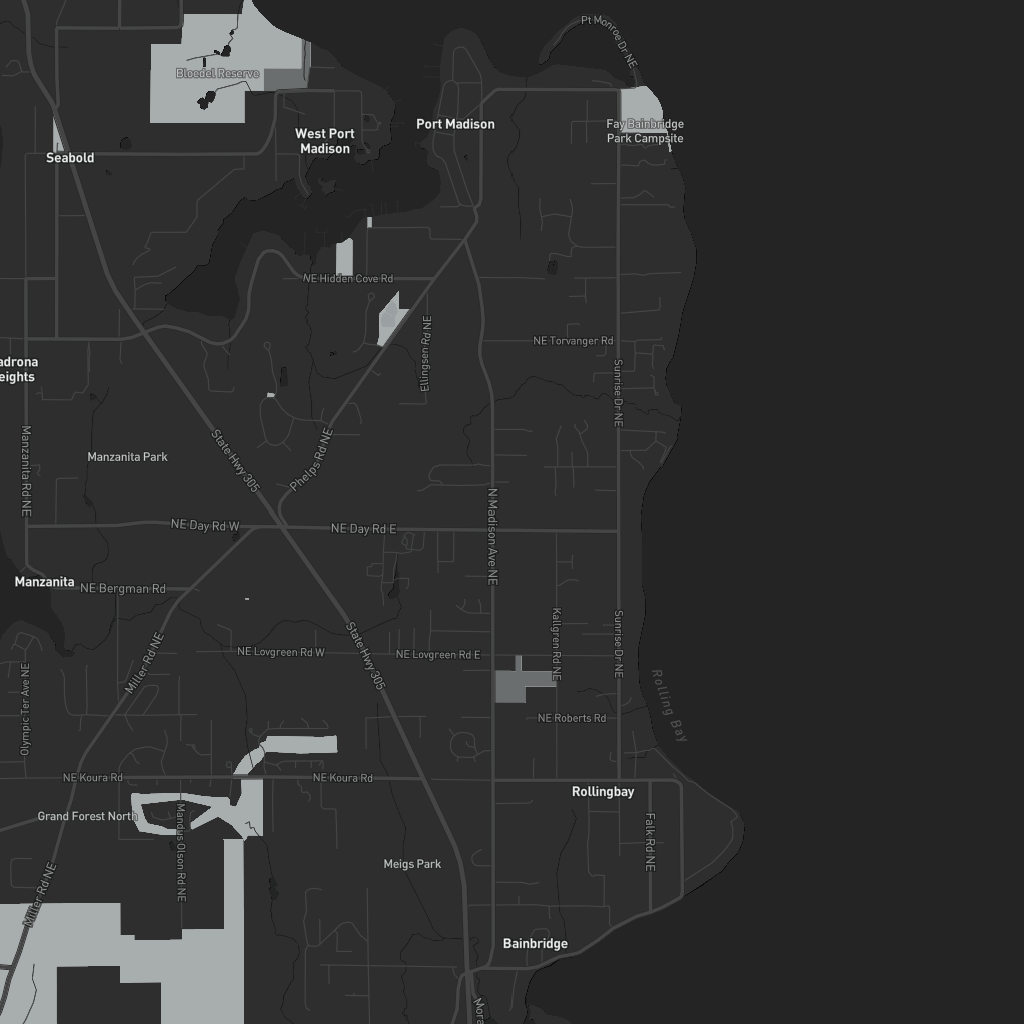 Pt Monroe Dr NE
Bloedel Reserve
Port Madison
Fay Bainbridge
Park Campsite
West Port
Madison
Seabold
NE Hidden Cove Rd
Ellingsen Rd NE
NE Torvanger Rd
Sunrise Dr NE
adrona
eights
Manzanita Rd NE
Manzanita Park
State Hwy 305
Phelps Rd NE
N Madison Ave NE
NE Day Rd W
NE Day Rd E
Manzanita
NE Bergman Rd
Miller Rd NE
State Hwy 305
Kallgren Rd NE
Sunrise Dr NE
NE Lovgreen Rd W
NE Lovgreen Rd E
Olympic Ter Ave NE
Rolling Bay
NE Roberts Rd
NE Koura Rd
NE Koura Rd
Rollingbay
Grand Forest North
Mandus Olson Rd NE
Falk Rd NE
Meigs Park
Miller Rd NE
Bainbridge
Mora